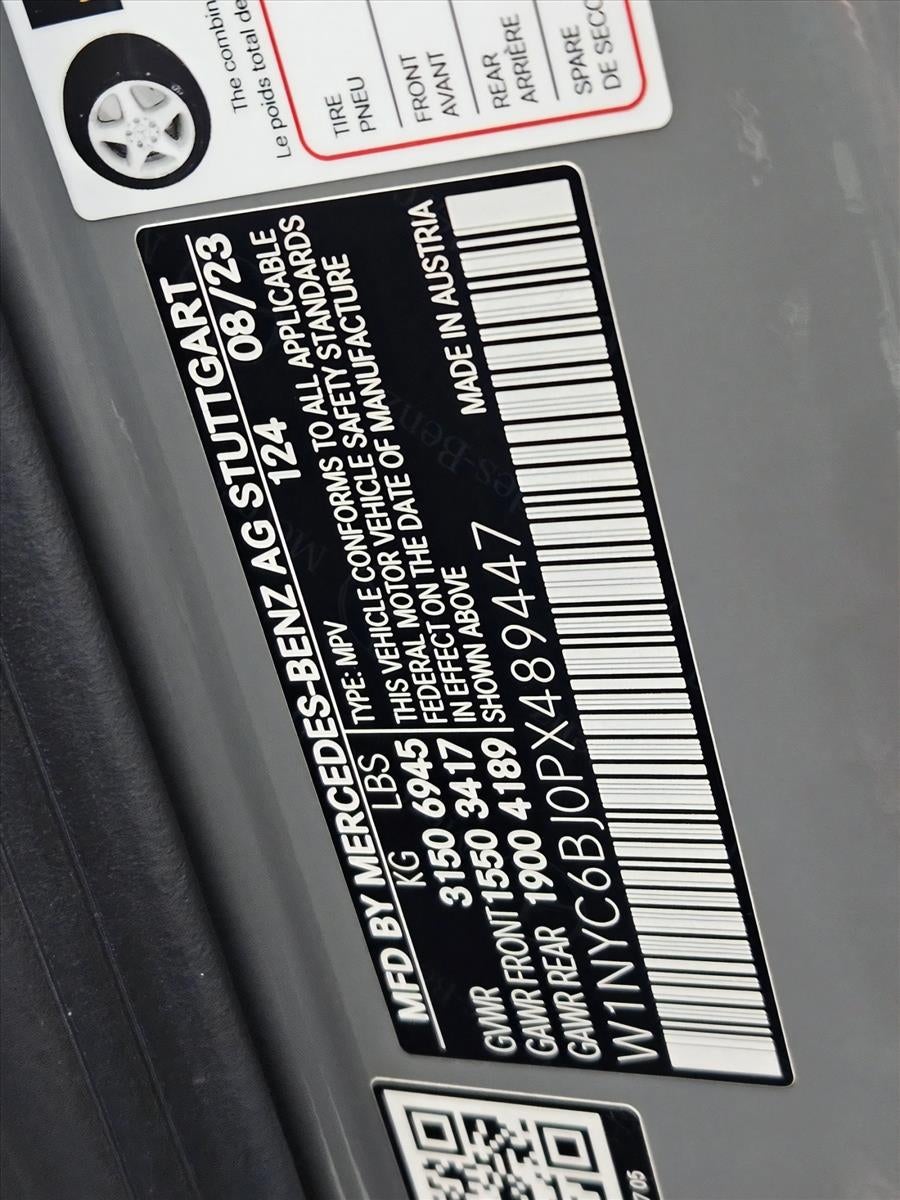 The combin
Le poids total de
TIRE
PNEU
FRONT
AVANT
REAR
ARRIÈRE
SPARE
DE SECO
MFD BY MERCEDES-BENZ AG STUTTGART
124 08/23
KG LBS
GVWR 3150 6945
GAWR FRONT 1550 3417
GAWR REAR 1900 4189
TYPE: MPV
THIS VEHICLE CONFORMS TO ALL APPLICABLE
FEDERAL MOTOR VEHICLE SAFETY STANDARDS
IN EFFECT ON THE DATE OF MANUFACTURE
SHOWN ABOVE
MADE IN AUSTRIA
W1NYC6BJ0PX489447
705